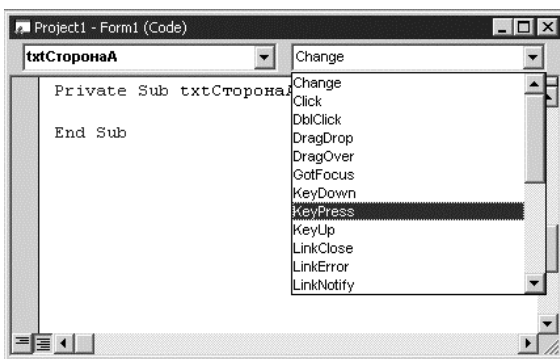 Project1 - Form1 (Code)
txtСторонаА
Change
Private Sub txtСторона
End Sub
Change
Click
DblClick
DragDrop
DragOver
GotFocus
KeyDown
KeyPress
KeyUp
LinkClose
LinkError
LinkNotify